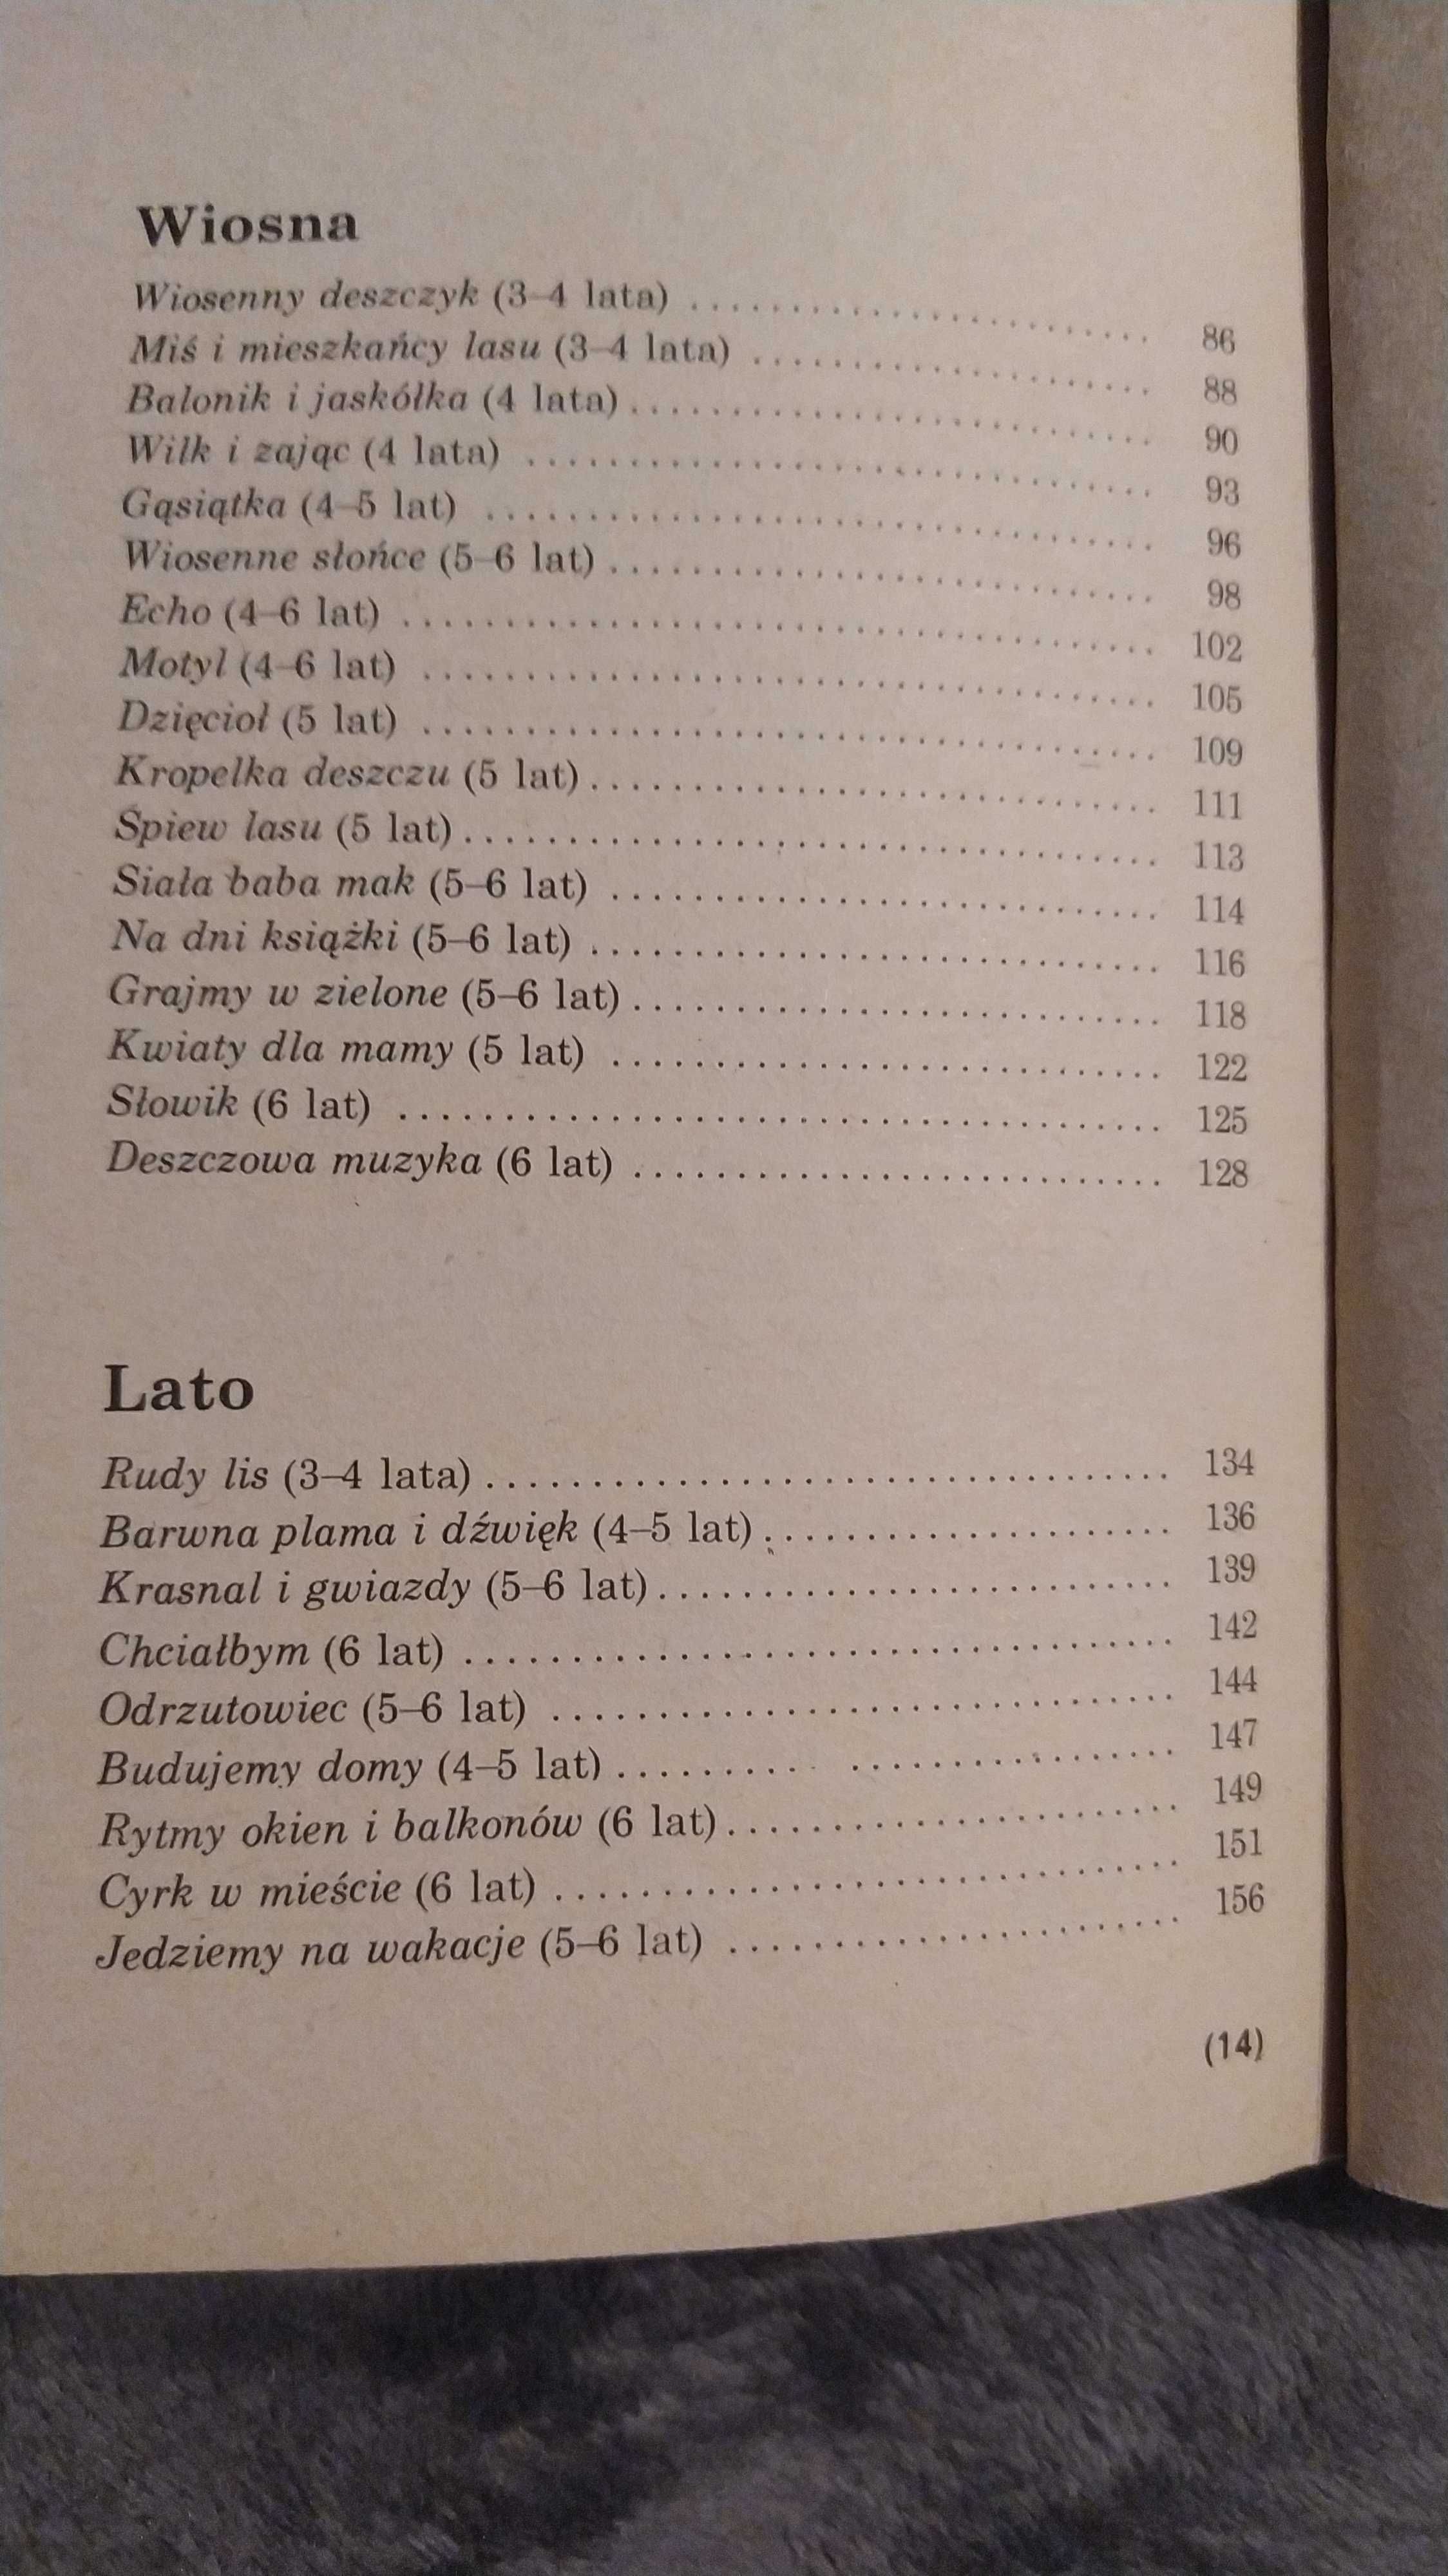 Wiosna
Wiosenny deszczyk (3–4 lata) 86
Miś i mieszkańcy lasu (3–4 lata) 88
Balonik i jaskółka (4 lata) 90
Wilk i zając (4 lata) 93
Gąsiątka (4–5 lat) 96
Wiosenne słońce (5–6 lat) 98
Echo (4–6 lat) 102
Motyl (4–6 lat) 105
Dzięcioł (5 lat) 109
Kropelka deszczu (5 lat) 111
Śpiew lasu (5 lat) 113
Siała baba mak (5–6 lat) 114
Na dni książki (5–6 lat) 116
Grajmy w zielone (5–6 lat) 118
Kwiaty dla mamy (5 lat) 122
Słowik (6 lat) 125
Deszczowa muzyka (6 lat) 128
Lato
Rudy lis (3–4 lata) 134
Barwna plama i dźwięk (4–5 lat) 136
Krasnal i gwiazdy (5–6 lat) 139
Chciałbym (6 lat) 142
Odrzutowiec (5–6 lat) 144
Budujemy domy (4–5 lat) 147
Rytmy okien i balkonów (6 lat) 149
Cyrk w mieście (6 lat) 151
Jedziemy na wakacje (5–6 lat) 156
(14)